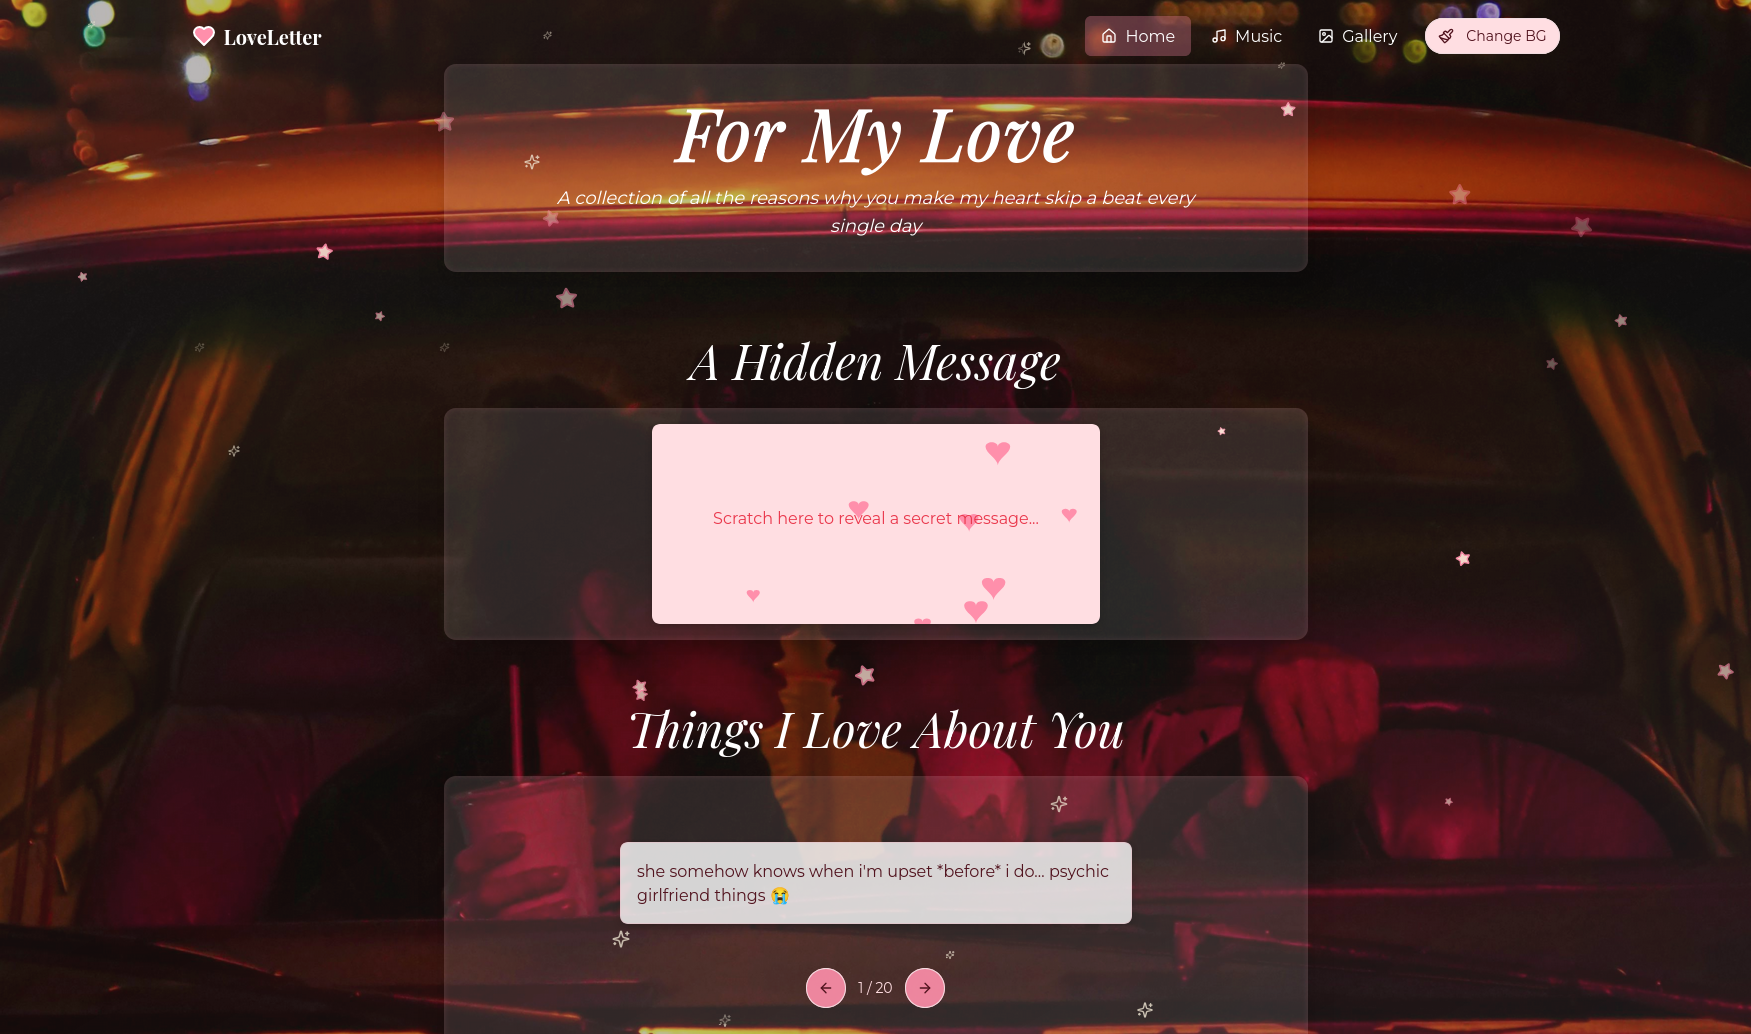 LoveLetter
Home
Music
Gallery
Change BG
For My Love
A collection of all the reasons why you make my heart skip a beat every
single day
A Hidden Message
Scratch here to reveal a secret message...
Things I Love About You
she somehow knows when i'm upset *before* i do... psychic
girlfriend things 😭
1 / 20